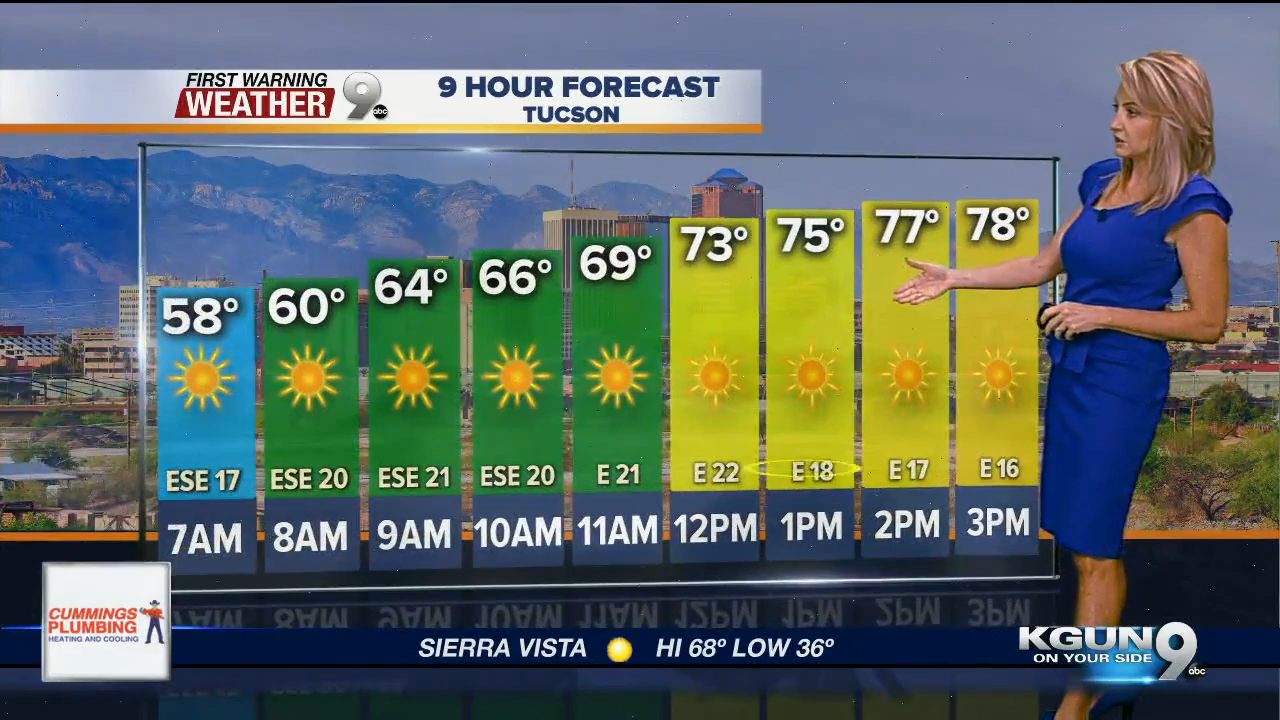 FIRST WARNING
WEATHER 9 abc
9 HOUR FORECAST
TUCSON
58° 60° 64° 66° 69° 73° 75° 77° 78°
ESE 17 ESE 20 ESE 21 ESE 20 E 21 E 22 E 18 E 17 E 16
7AM 8AM 9AM 10AM 11AM 12PM 1PM 2PM 3PM
CUMMINGS
PLUMBING
HEATING AND COOLING
SIERRA VISTA HI 68° LOW 36°
KGUN 9
ON YOUR SIDE
abc